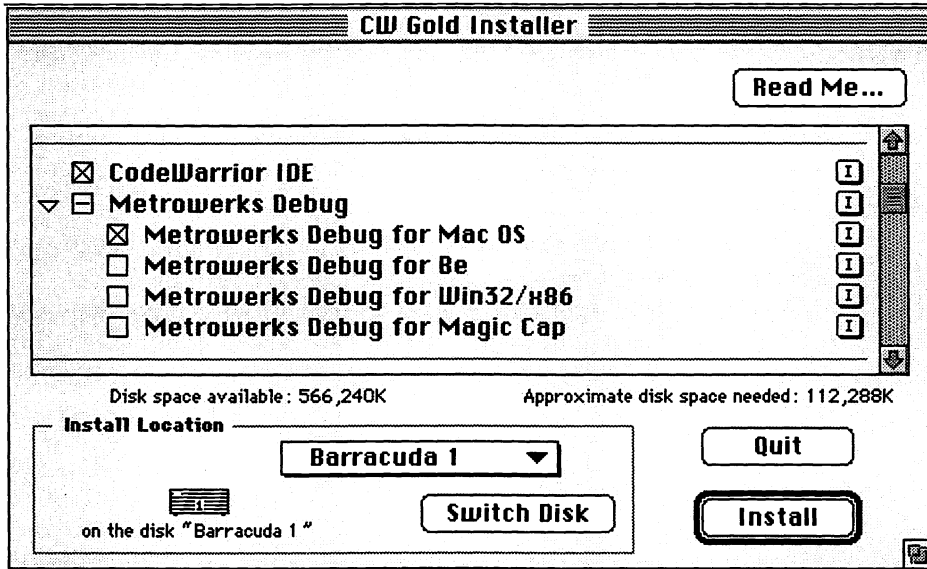 CW Gold Installer
Read Me...
CodeWarrior IDE
Metrowerks Debug
Metrowerks Debug for Mac OS
Metrowerks Debug for Be
Metrowerks Debug for Win32/x86
Metrowerks Debug for Magic Cap
Disk space available: 566,240K
Approximate disk space needed: 112,288K
Install Location
Barracuda 1
Quit
1
on the disk "Barracuda 1"
Switch Disk
Install